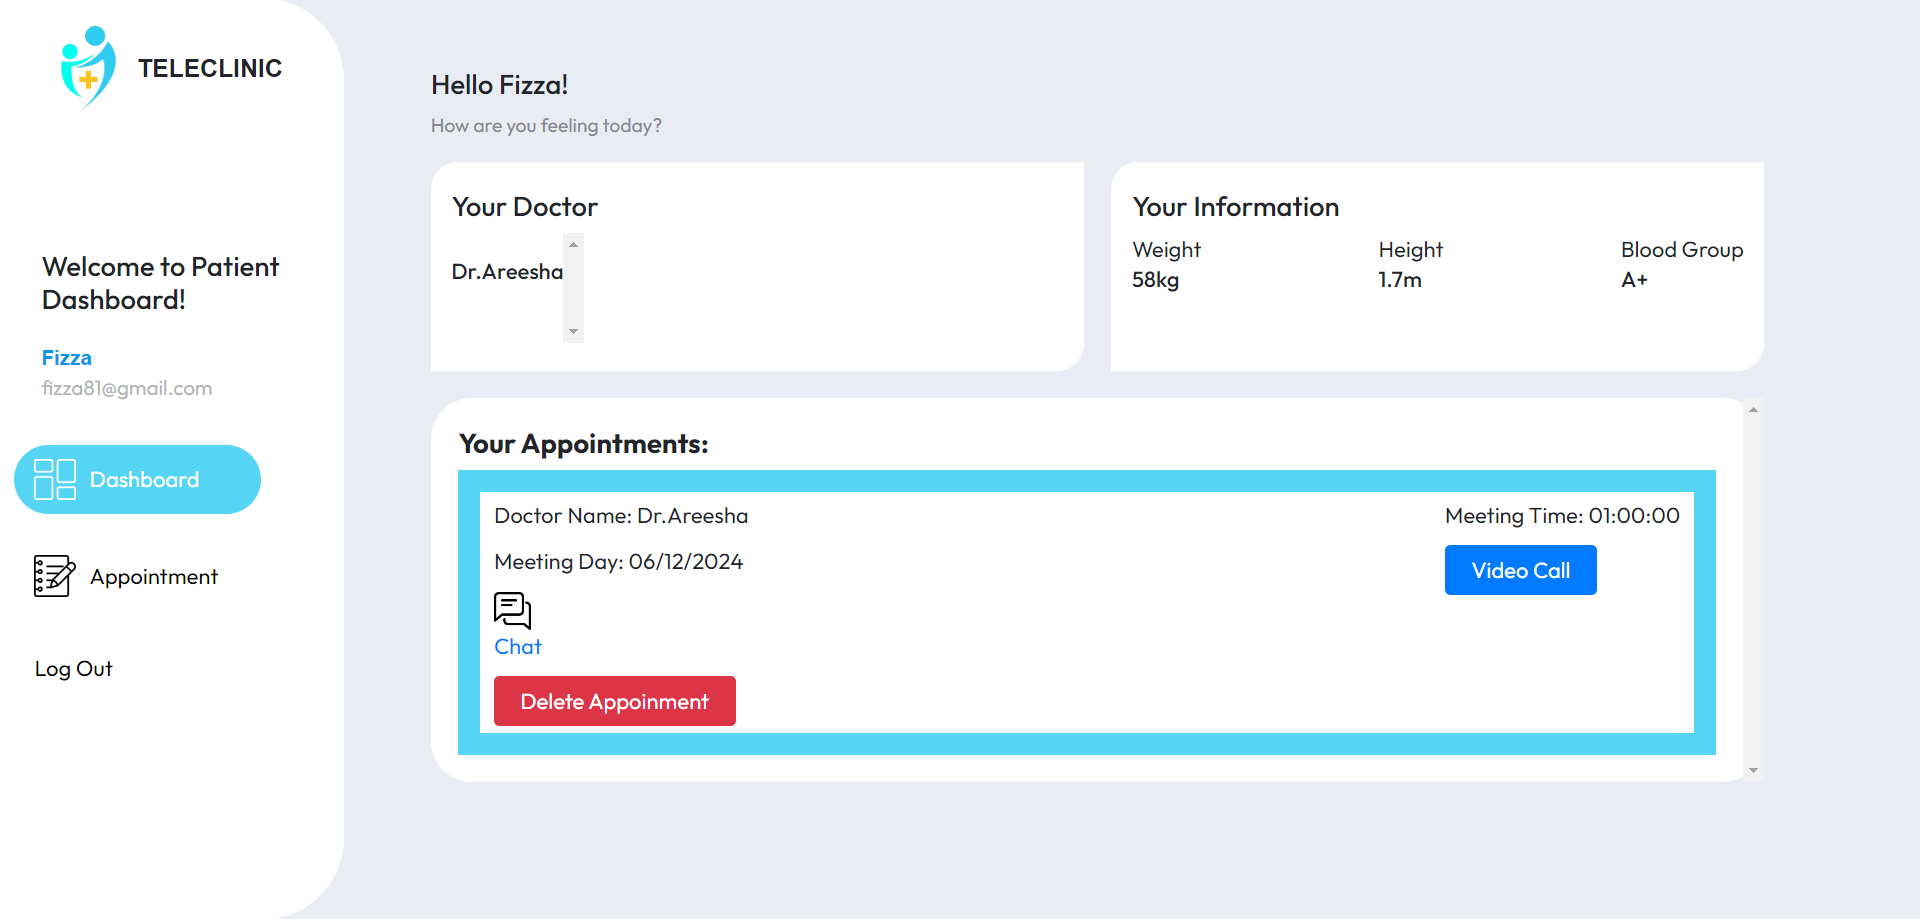 TELECLINIC
Welcome to Patient
Dashboard!
Fizza
fizza81@gmail.com
Dashboard
Appointment
Log Out
Hello Fizza!
How are you feeling today?
Your Doctor
Dr.Areesha
Your Information
Weight Height Blood Group
58kg 1.7m A+
Your Appointments:
Doctor Name: Dr.Areesha Meeting Time: 01:00:00
Meeting Day: 06/12/2024 Video Call
Chat
Delete Appoinment